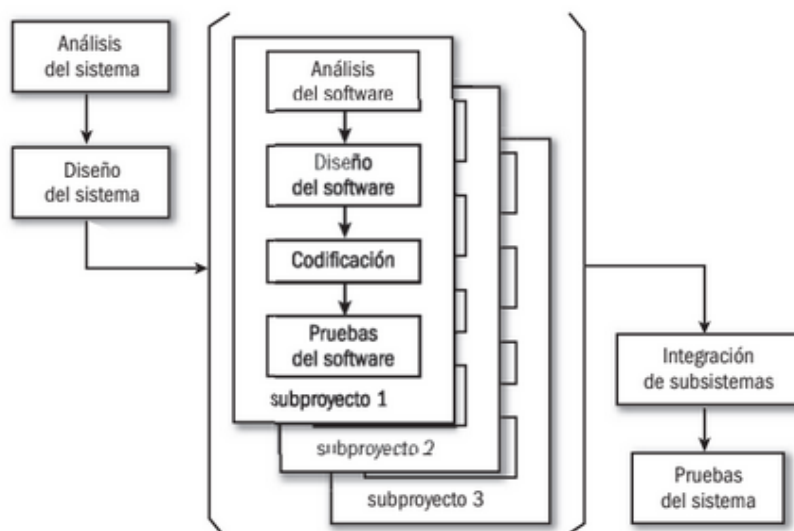 Análisis
del sistema
Diseño
del sistema
Análisis
del software
Diseño
del software
Codificación
Pruebas
del software
subproyecto 1
subproyecto 2
subproyecto 3
Integración
de subsistemas
Pruebas
del sistema